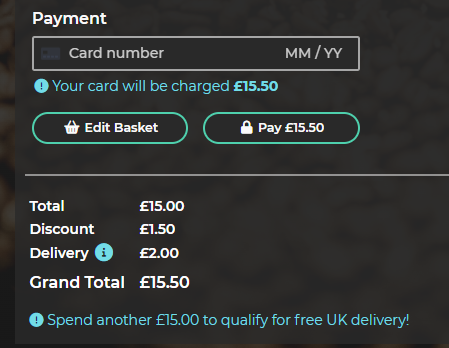 Payment
Card number MM / YY
Your card will be charged £15.50
Edit Basket Pay £15.50
Total £15.00
Discount £1.50
Delivery £2.00
Grand Total £15.50
Spend another £15.00 to qualify for free UK delivery!